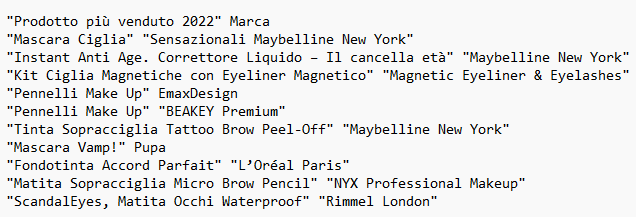 "Prodotto più venduto 2022" Marca
"Mascara Ciglia" "Sensazionali Maybelline New York"
"Instant Anti Age. Correttore Liquido – Il cancella età" "Maybelline New York"
"Kit Ciglia Magnetiche con Eyeliner Magnetico" "Magnetic Eyeliner & Eyelashes"
"Pennelli Make Up" EmaxDesign
"Pennelli Make Up" "BEAKEY Premium"
"Tinta Sopracciglia Tattoo Brow Peel-Off" "Maybelline New York"
"Mascara Vamp!" Pupa
"Fondotinta Accord Parfait" "L’Oréal Paris"
"Matita Sopracciglia Micro Brow Pencil" "NYX Professional Makeup"
"ScandalEyes, Matita Occhi Waterproof" "Rimmel London"